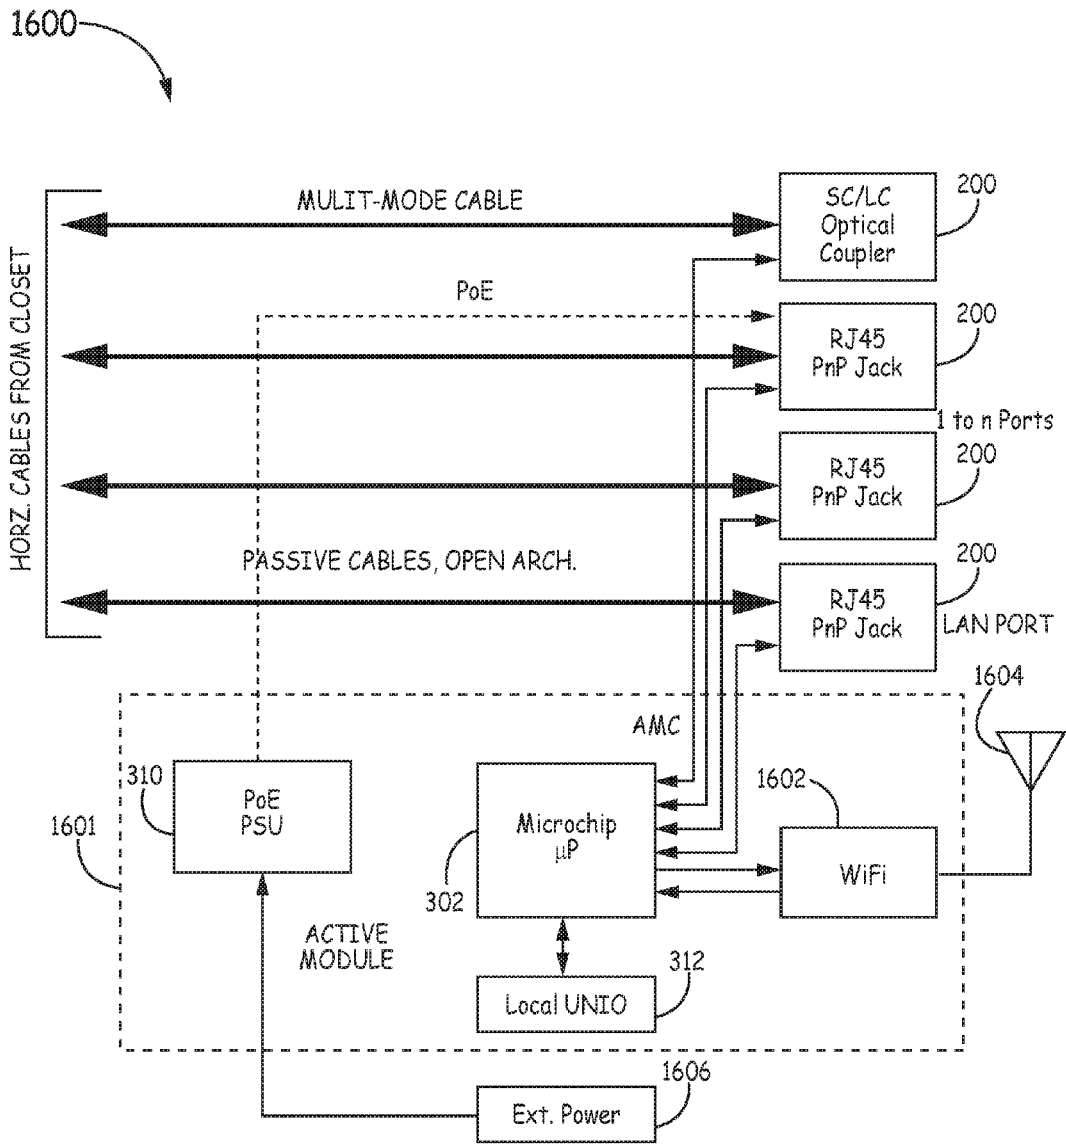 1600
MULIT-MODE CABLE
SC/LC
Optical
Coupler
200
HORZ. CABLES FROM CLOSET
PoE
RJ45
PnP Jack
200
1 to n Ports
RJ45
PnP Jack
200
PASSIVE CABLES, OPEN ARCH.
RJ45
PnP Jack
200
LAN PORT
1604
AMC
310
PoE
PSU
1601
Microchip
µP
302
1602
WiFi
ACTIVE
MODULE
312
Local UNIO
1606
Ext. Power